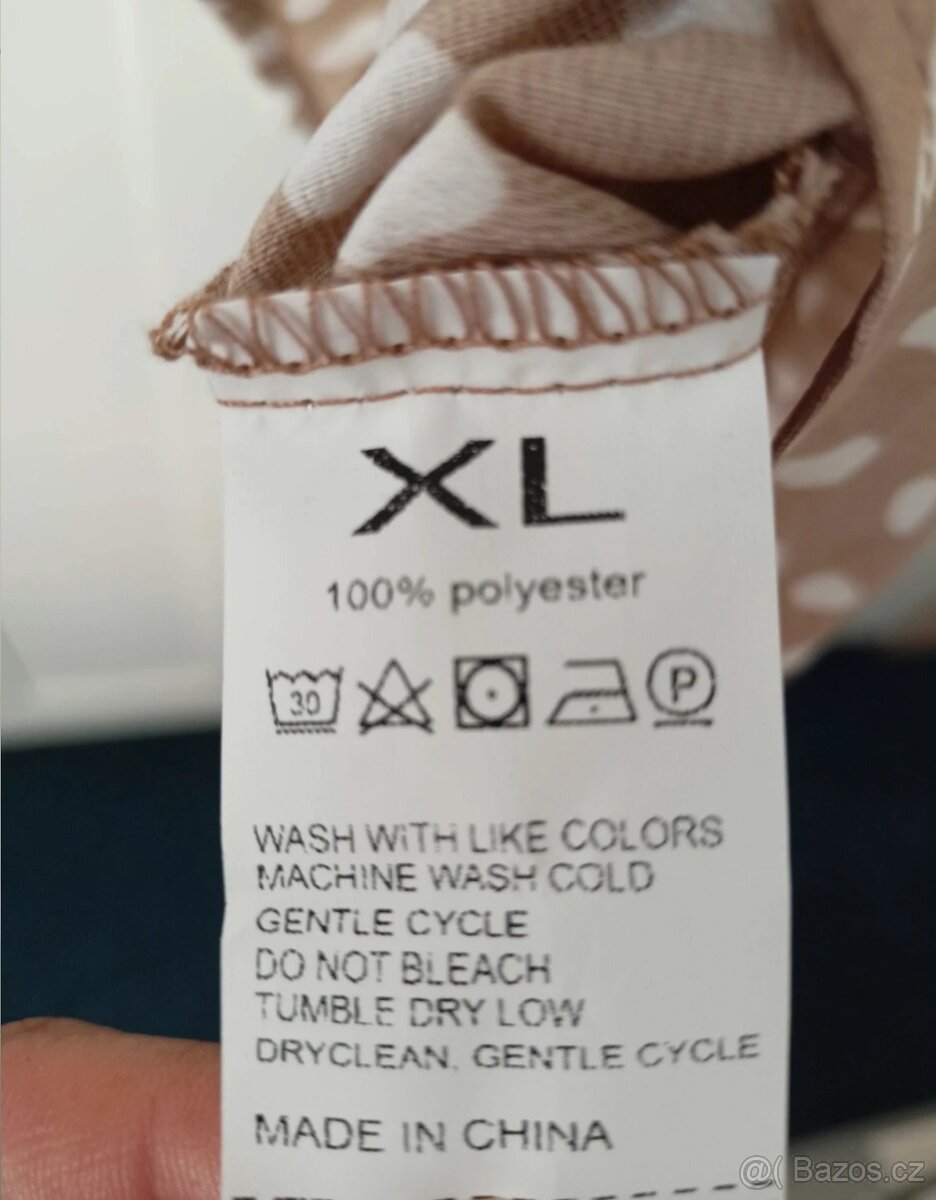 XL
100% polyester
30 P
WASH WITH LIKE COLORS
MACHINE WASH COLD
GENTLE CYCLE
DO NOT BLEACH
TUMBLE DRY LOW
DRYCLEAN, GENTLE CYCLE
MADE IN CHINA
@( Bazos.cz